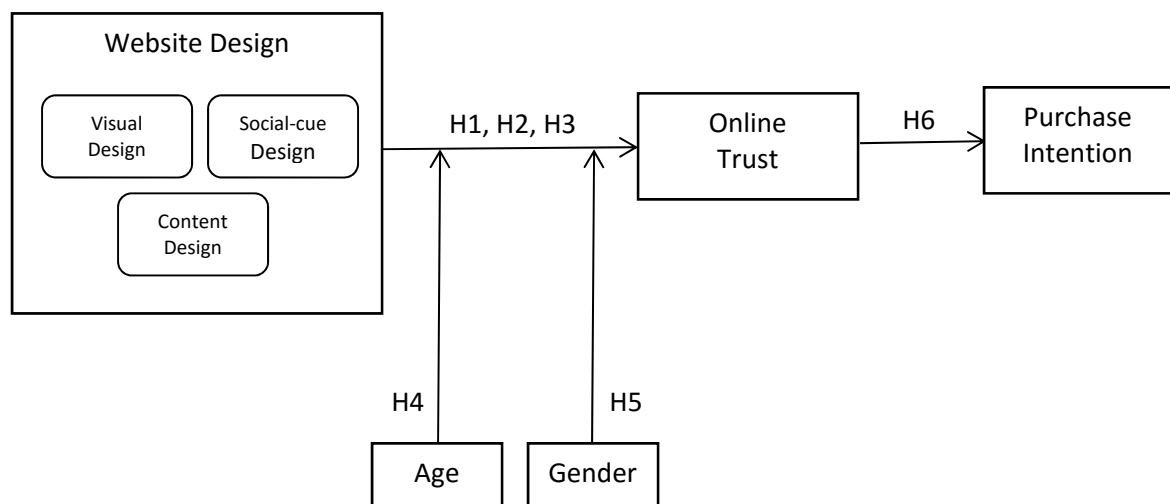 Website Design
Visual
Design
Social-cue
Design
Content
Design
H1, H2, H3
Online
Trust
H6
Purchase
Intention
H4
H5
Age
Gender